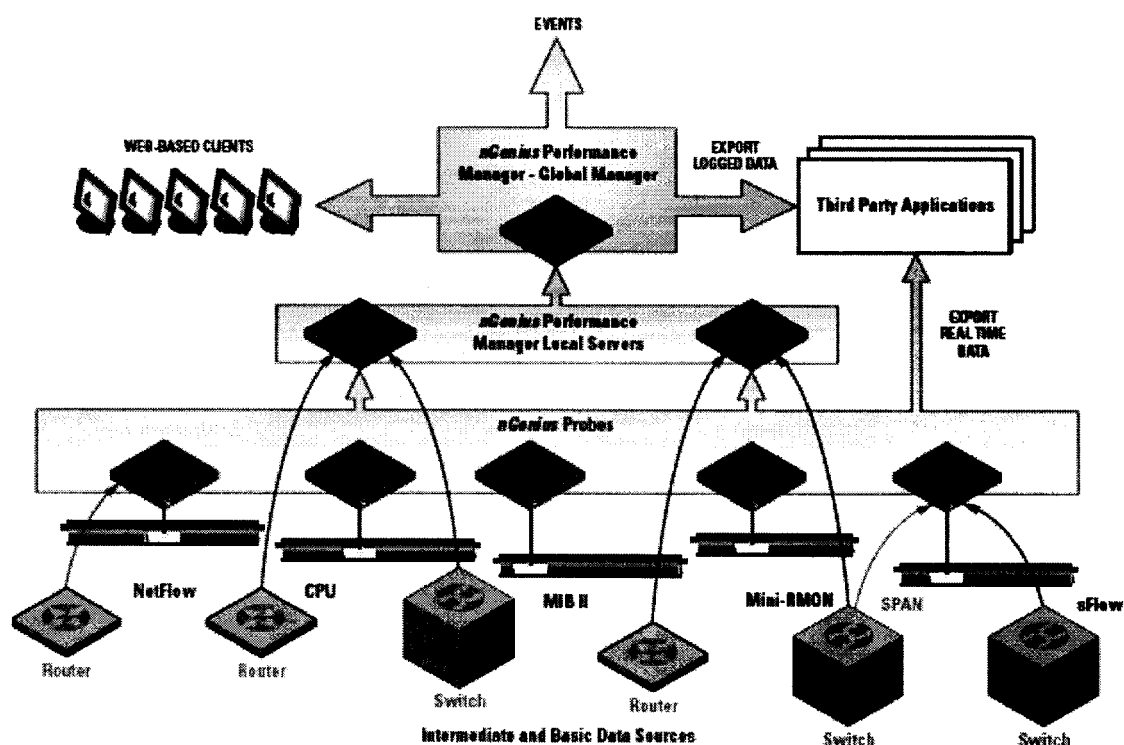 EVENTS
WEB-BASED CLIENTS
nGenius Performance
Manager - Global Manager
EXPORT
LOGGED DATA
Third Party Applications
nGenius Performance
Manager Local Servers
EXPORT
REAL TIME
DATA
nGenius Probes
NetFlow
CPU
MIB II
Mini-RMON
SPAN
sFlow
Router
Router
Switch
Router
Switch
Switch
Intermediate and Basic Data Sources